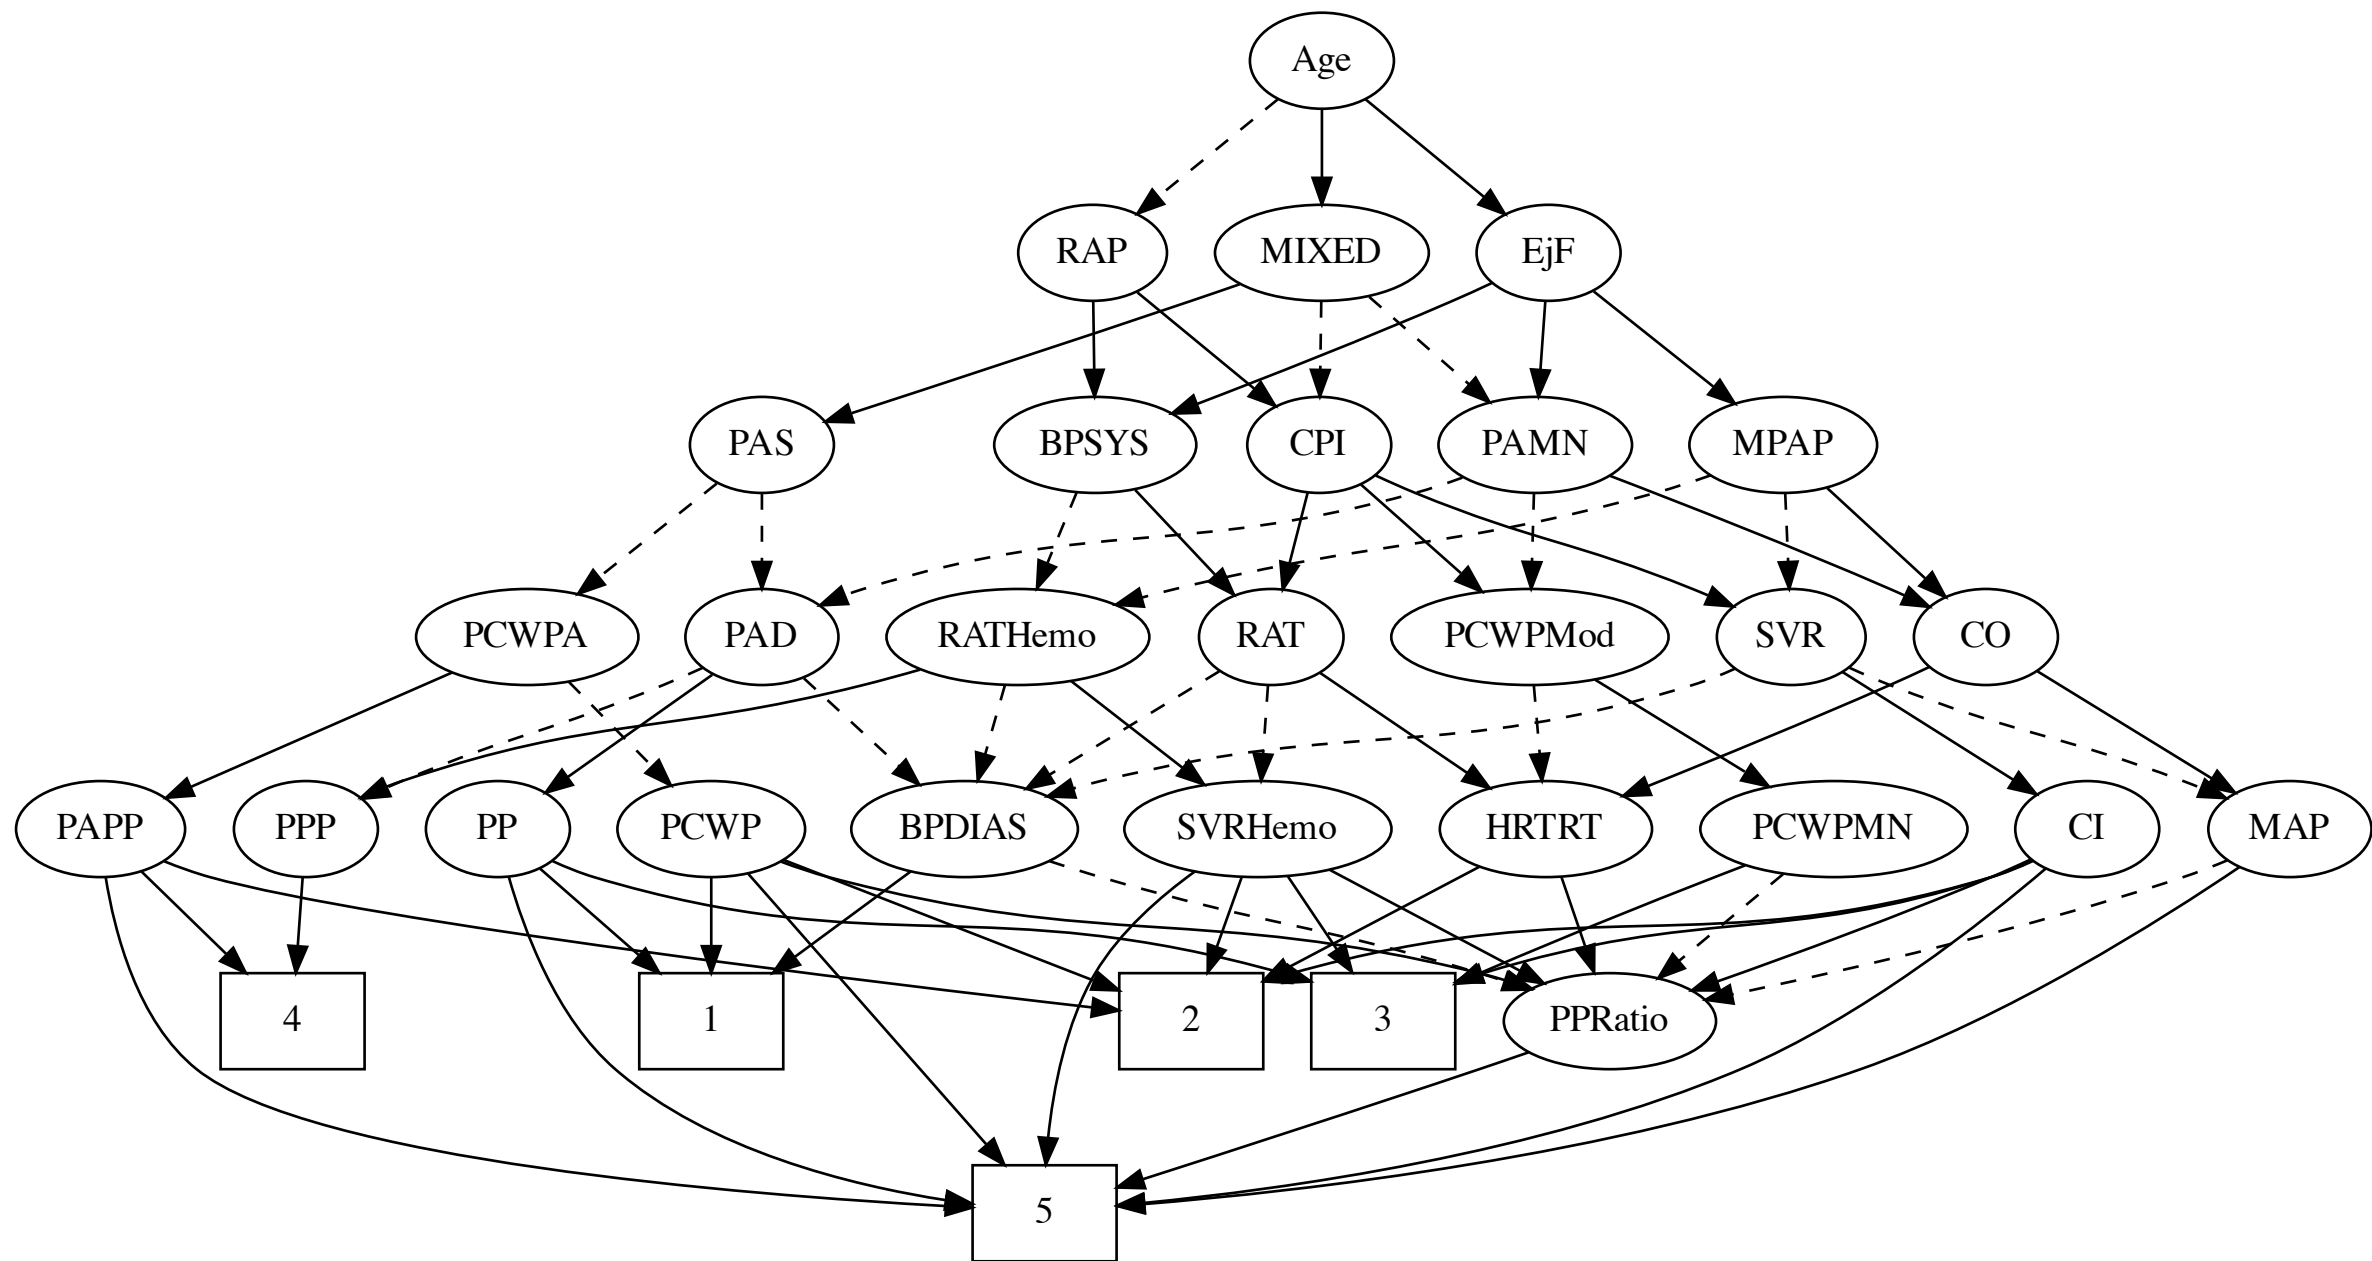 Age
RAP
MIXED
EjF
PAS
BPSYS
CPI
PAMN
MPAP
PCWPA
PAD
RATHemo
RAT
PCWPMod
SVR
CO
PAPP
PPP
PP
PCWP
BPDIAS
SVRHemo
HRTRT
PCWPMN
CI
MAP
4
1
2
3
PPRatio
5